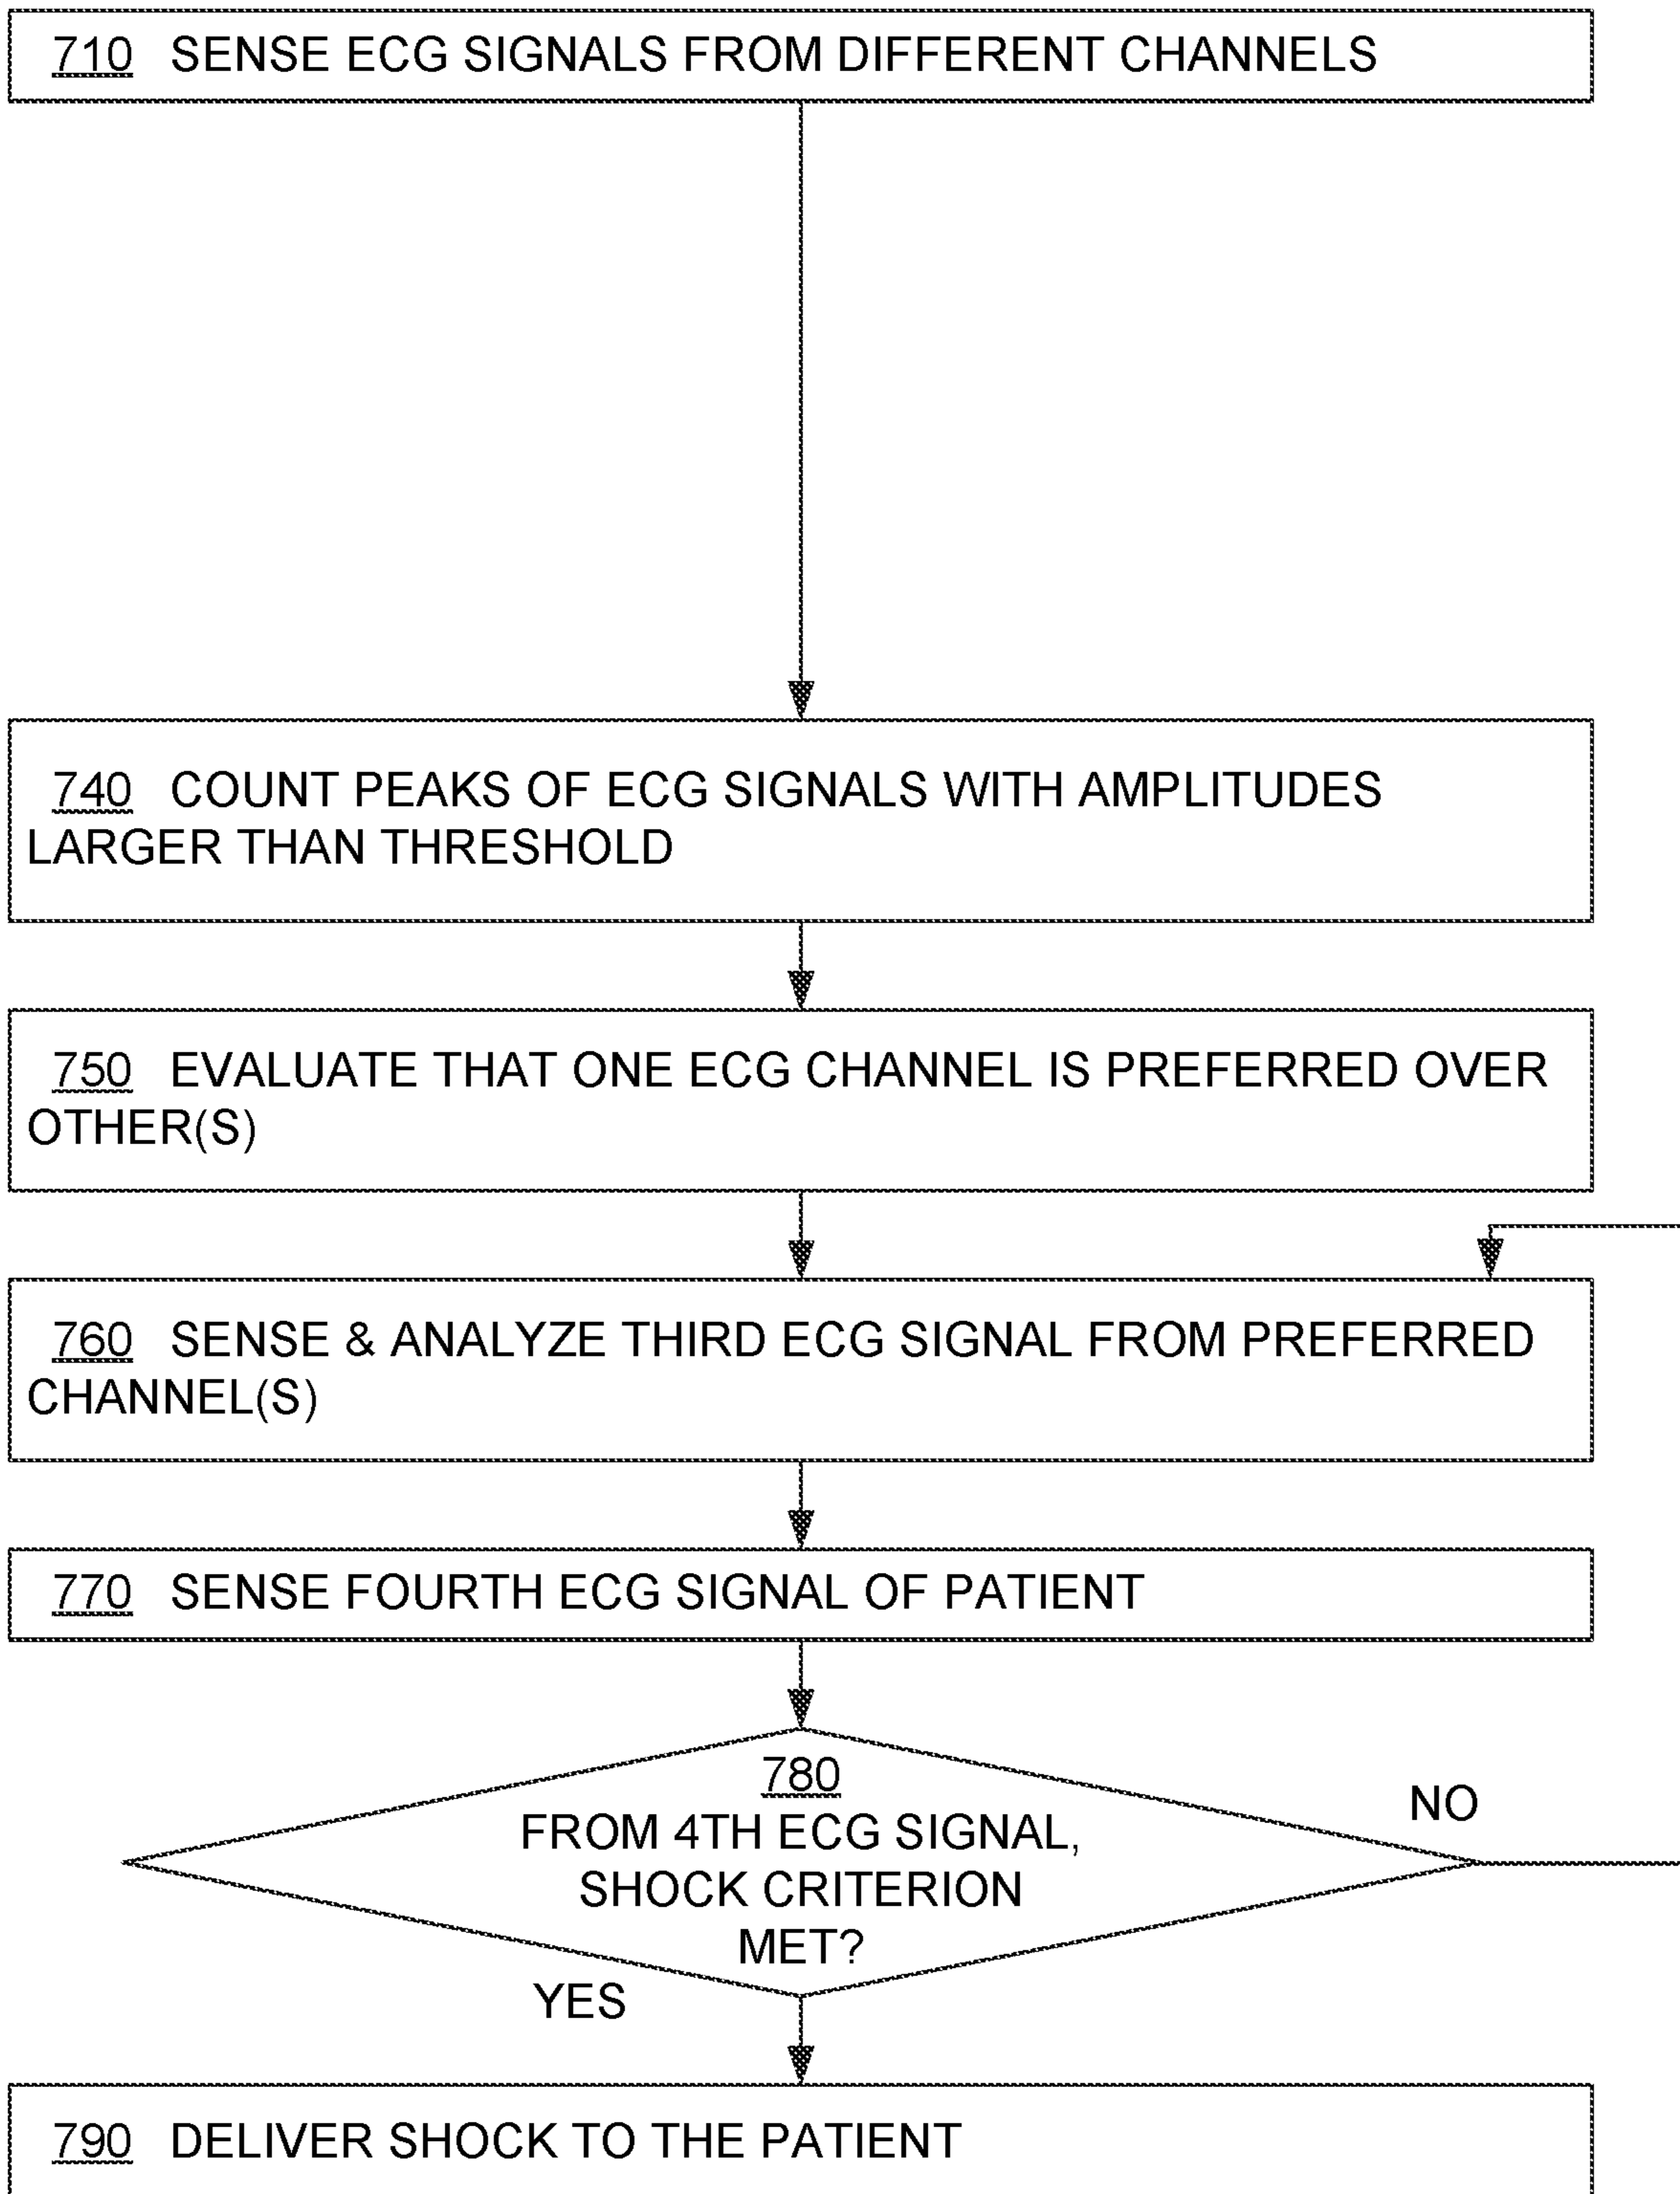 710 SENSE ECG SIGNALS FROM DIFFERENT CHANNELS
740 COUNT PEAKS OF ECG SIGNALS WITH AMPLITUDES
LARGER THAN THRESHOLD
750 EVALUATE THAT ONE ECG CHANNEL IS PREFERRED OVER
OTHER(S)
760 SENSE & ANALYZE THIRD ECG SIGNAL FROM PREFERRED
CHANNEL(S)
770 SENSE FOURTH ECG SIGNAL OF PATIENT
780
FROM 4TH ECG SIGNAL,
SHOCK CRITERION
MET?
NO
YES
790 DELIVER SHOCK TO THE PATIENT